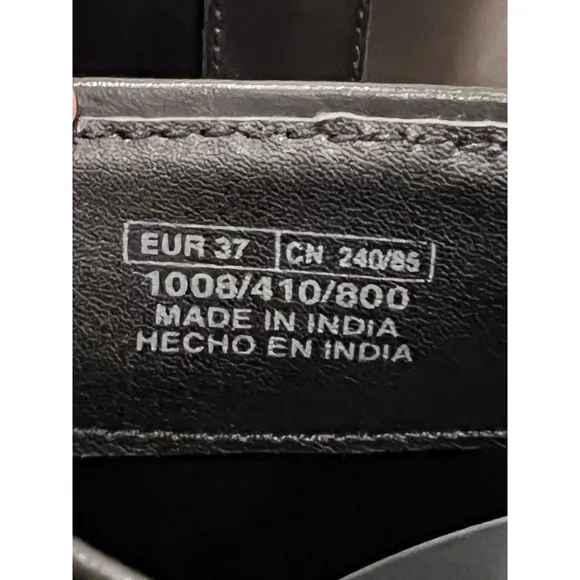 EUR 37 CN 240/85
1008/410/800
MADE IN INDIA
HECHO EN INDIA